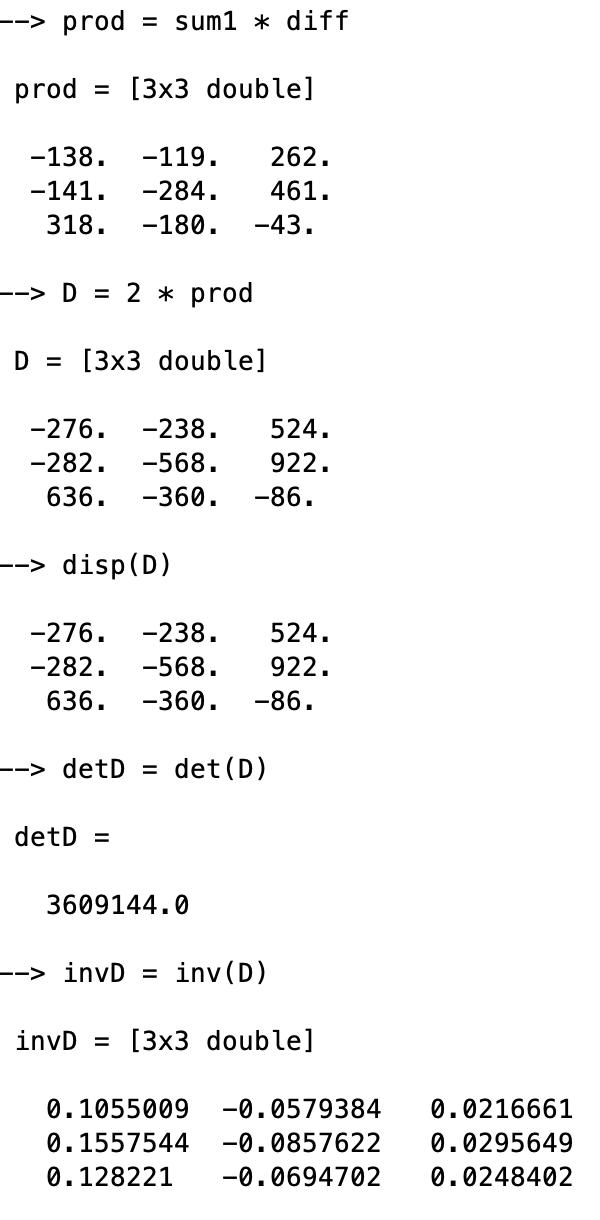 --> prod = sum1 * diff
prod = [3x3 double]
-138. -119. 262.
-141. -284. 461.
318. -180. -43.
--> D = 2 * prod
D = [3x3 double]
-276. -238. 524.
-282. -568. 922.
636. -360. -86.
--> disp(D)
-276. -238. 524.
-282. -568. 922.
636. -360. -86.
--> detD = det(D)
detD =
3609144.0
--> invD = inv(D)
invD = [3x3 double]
0.1055009 -0.0579384 0.0216661
0.1557544 -0.0857622 0.0295649
0.128221 -0.0694702 0.0248402